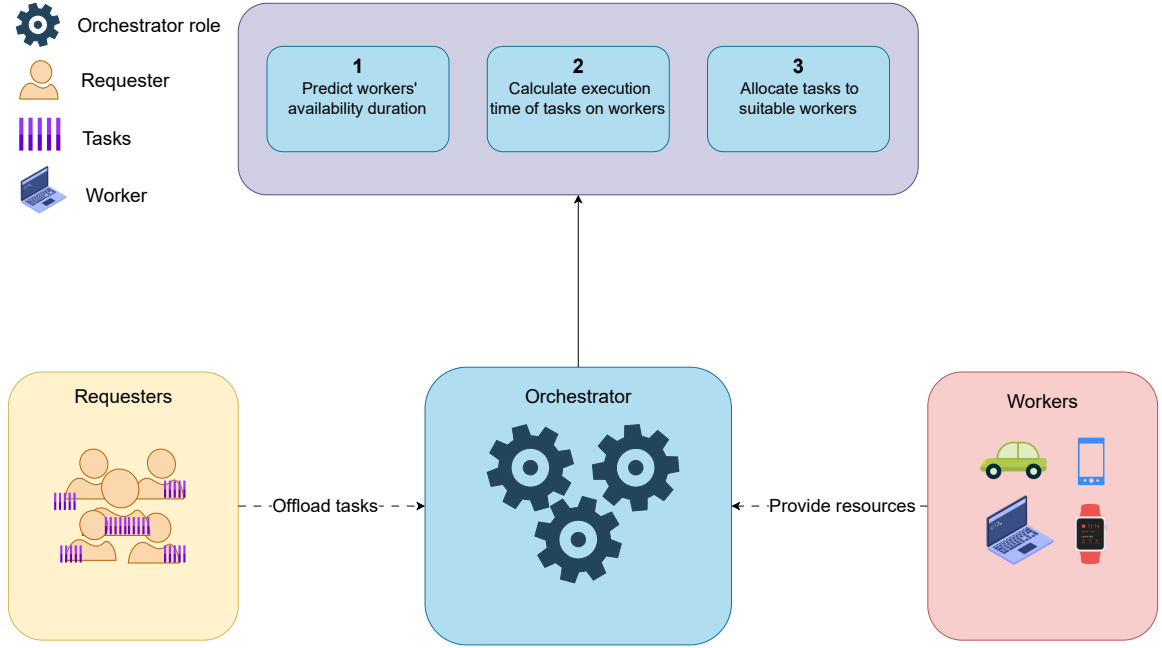 Orchestrator role
Requester
Tasks
Worker
1
Predict workers'
availability duration
2
Calculate execution
time of tasks on workers
3
Allocate tasks to
suitable workers
Requesters
Offload tasks
Orchestrator
Provide resources
Workers